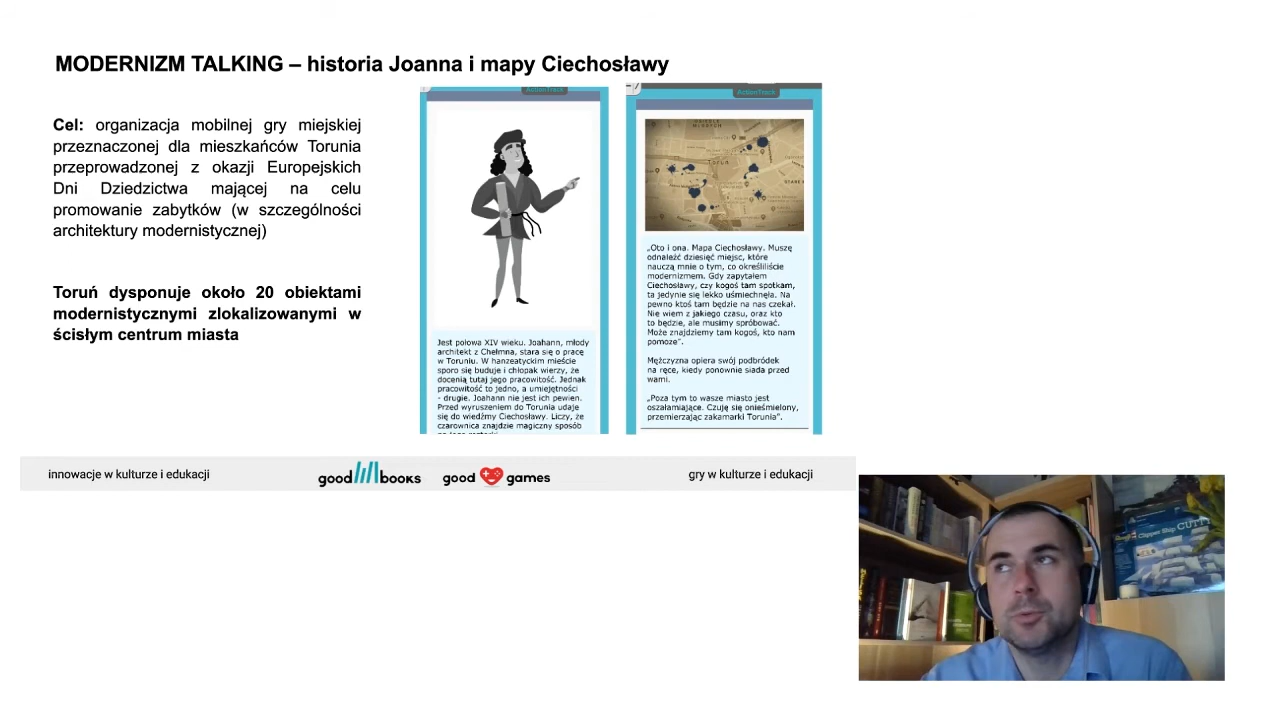 MODERNIZM TALKING – historia Joanna i mapy Ciechosławy
Cel: organizacja mobilnej gry miejskiej
przeznaczonej dla mieszkańców Torunia
przeprowadzonej z okazji Europejskich
Dni Dziedzictwa mającej na celu
promowanie zabytków (w szczególności
architektury modernistycznej)
Toruń dysponuje około 20 obiektami
modernistycznymi zlokalizowanymi w
ścisłym centrum miasta
ActionTrack
Jest połowa XIV wieku. Joahann, młody
architekt z Chełmna, stara się o pracę
w Toruniu. W hanzeatyckim mieście
sporo się buduje i chłopak wierzy, że
docenią tutaj jego pracowitość. Jednak
pracowitość to jedno, a umiejętności
- drugie. Joahann nie jest ich pewien.
Przed wyruszeniem do Torunia udaje
się do wiedźmy Ciechosławy. Liczy, że
czarownica znajdzie magiczny sposób
ActionTrack
TORUŃ
„Oto i ona. Mapa Ciechosławy. Muszę
odnaleźć dziesięć miejsc, które
nauczą mnie o tym, co określiliście
modernizmem. Gdy zapytałem
Ciechosławy, czy kogoś tam spotkam,
ta jedynie się lekko uśmiechnęła. Na
pewno ktoś tam będzie na nas czekał.
Nie wiem z jakiego czasu, oraz kto
to będzie, ale musimy spróbować.
Może znajdziemy tam kogoś, kto nam
pomoże”.
Mężczyzna opiera swój podbródek
na ręce, kiedy ponownie siada przed
wami.
„Poza tym to wasze miasto jest
oszałamiające. Czuję się onieśmielony,
przemierzając zakamarki Torunia”.
innowacje w kulturze i edukacji
good books
good games
gry w kulturze i edukacji
Clipper Ship CUTTY